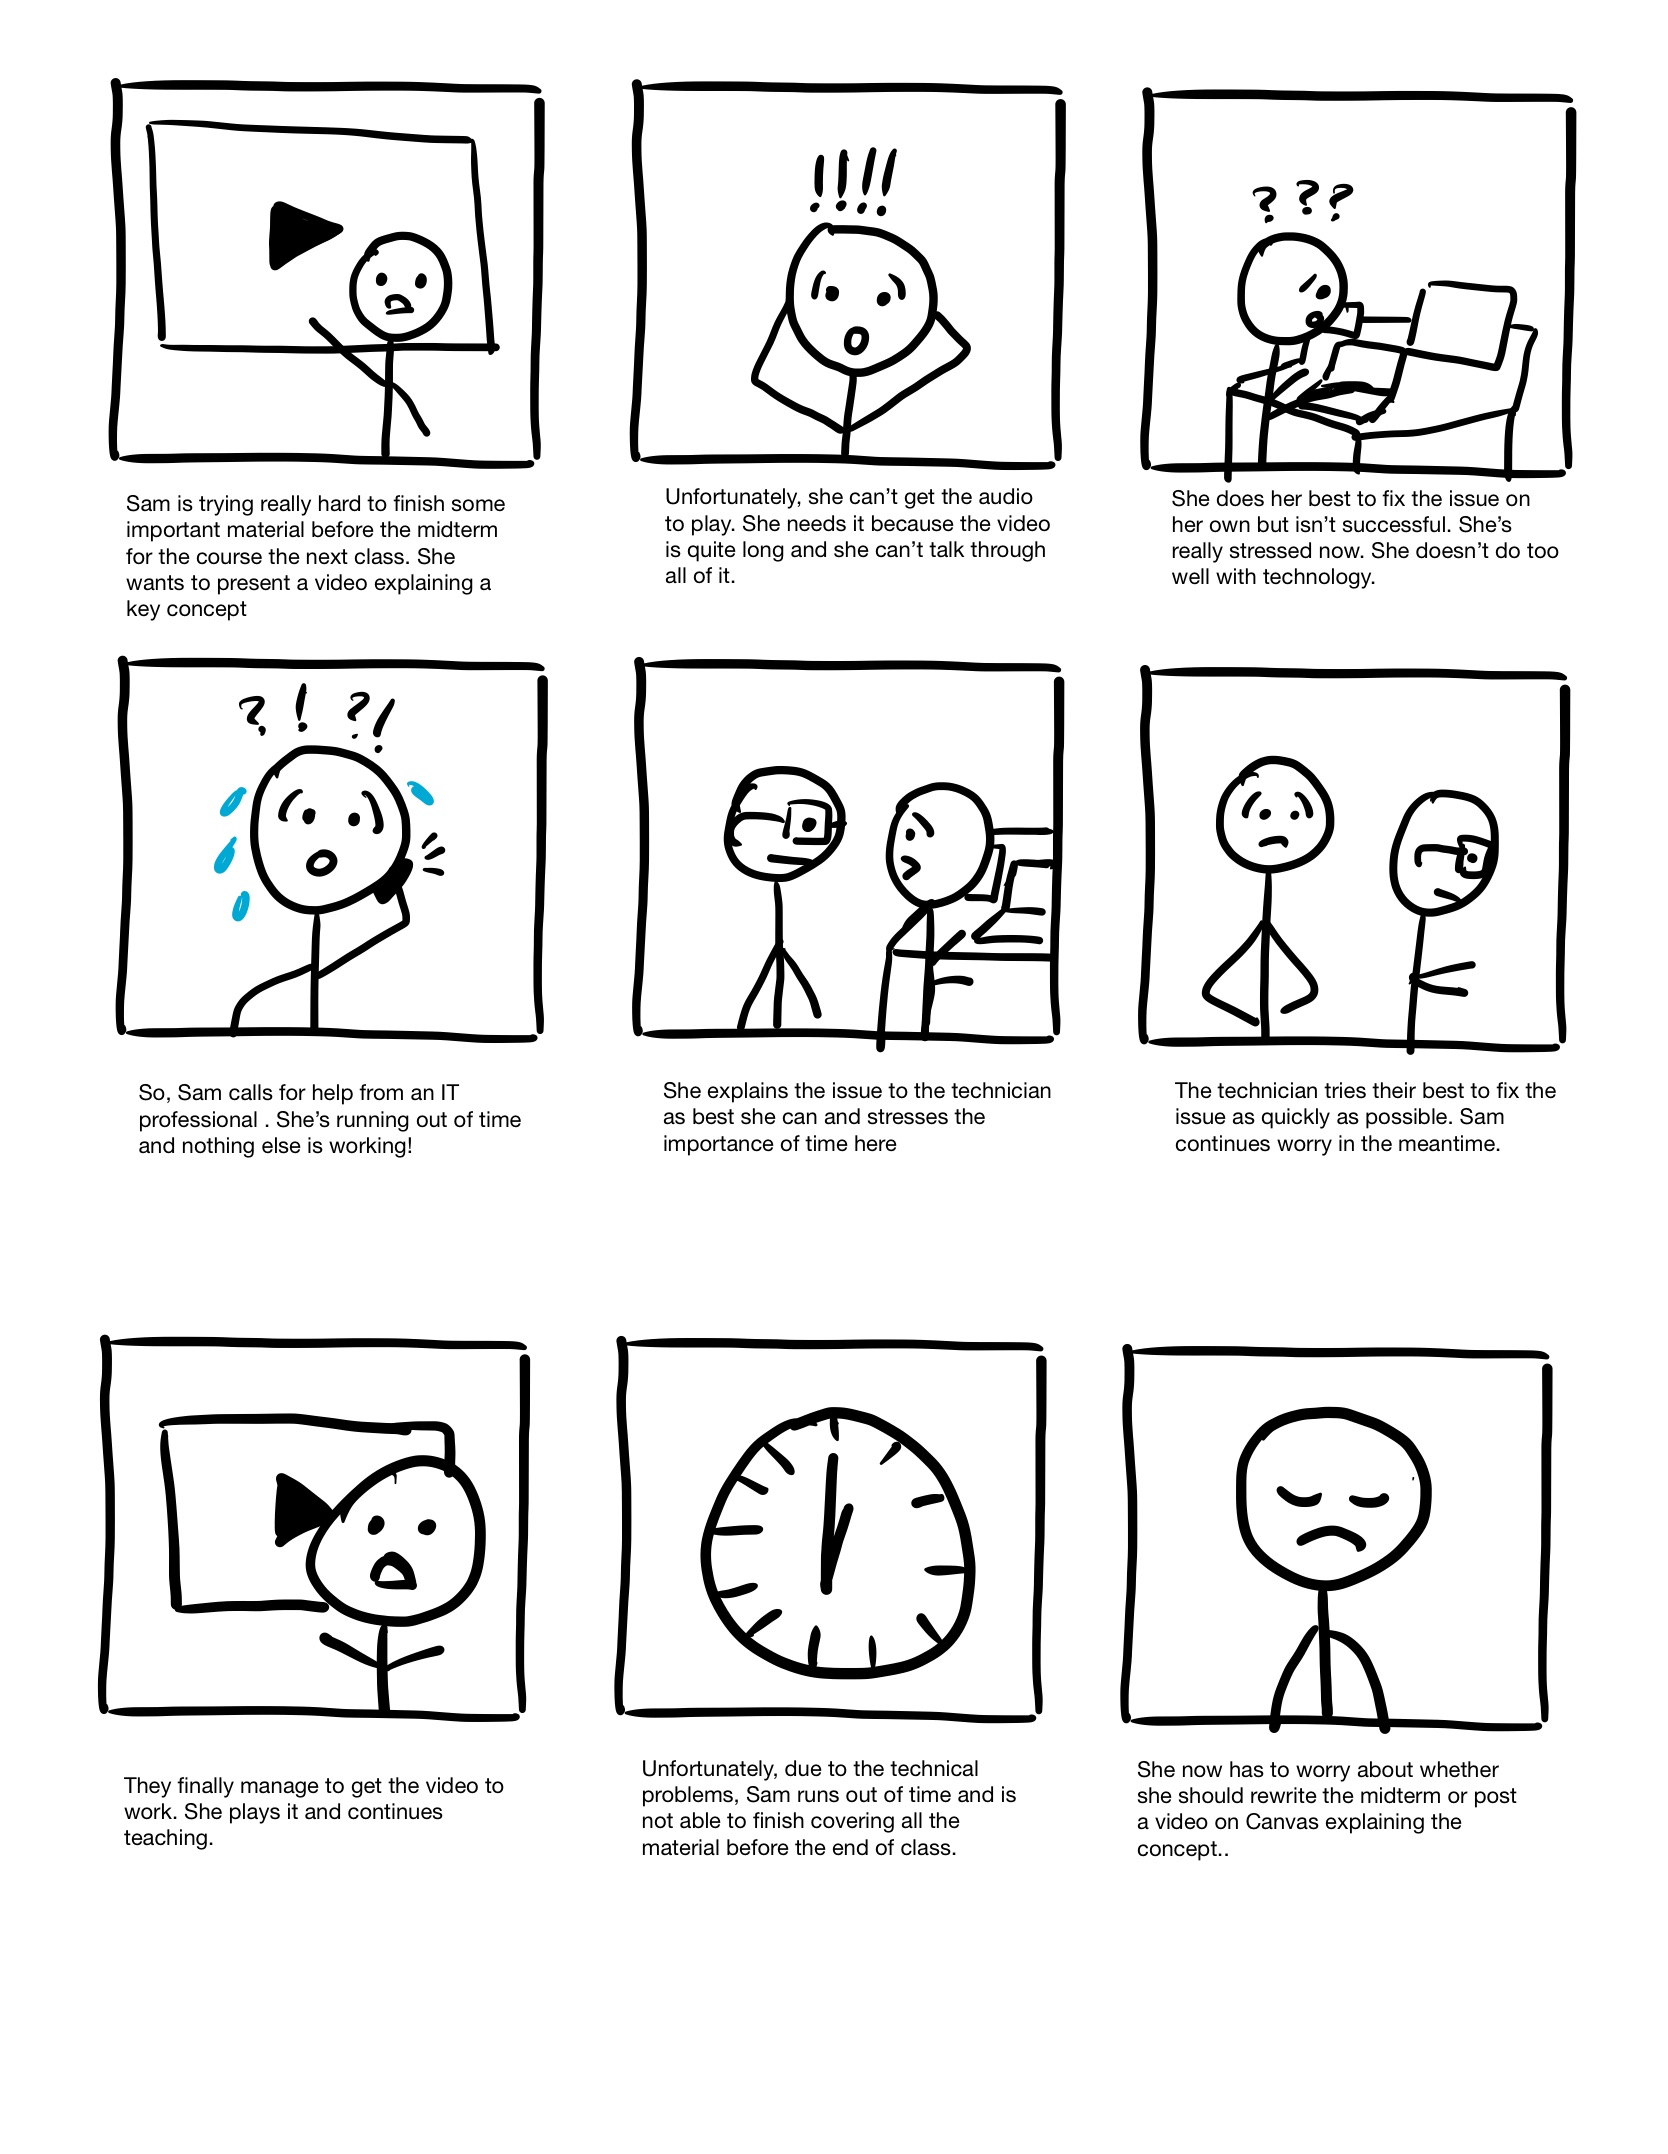 !!!!
? ? ?
Sam is trying really hard to finish some
important material before the midterm
for the course the next class. She
wants to present a video explaining a
key concept
Unfortunately, she can’t get the audio
to play. She needs it because the video
is quite long and she can’t talk through
all of it.
She does her best to fix the issue on
her own but isn’t successful. She’s
really stressed now. She doesn’t do too
well with technology.
? ! ? !
So, Sam calls for help from an IT
professional . She’s running out of time
and nothing else is working!
She explains the issue to the technician
as best she can and stresses the
importance of time here
The technician tries their best to fix the
issue as quickly as possible. Sam
continues worry in the meantime.
They finally manage to get the video to
work. She plays it and continues
teaching.
Unfortunately, due to the technical
problems, Sam runs out of time and is
not able to finish covering all the
material before the end of class.
She now has to worry about whether
she should rewrite the midterm or post
a video on Canvas explaining the
concept..